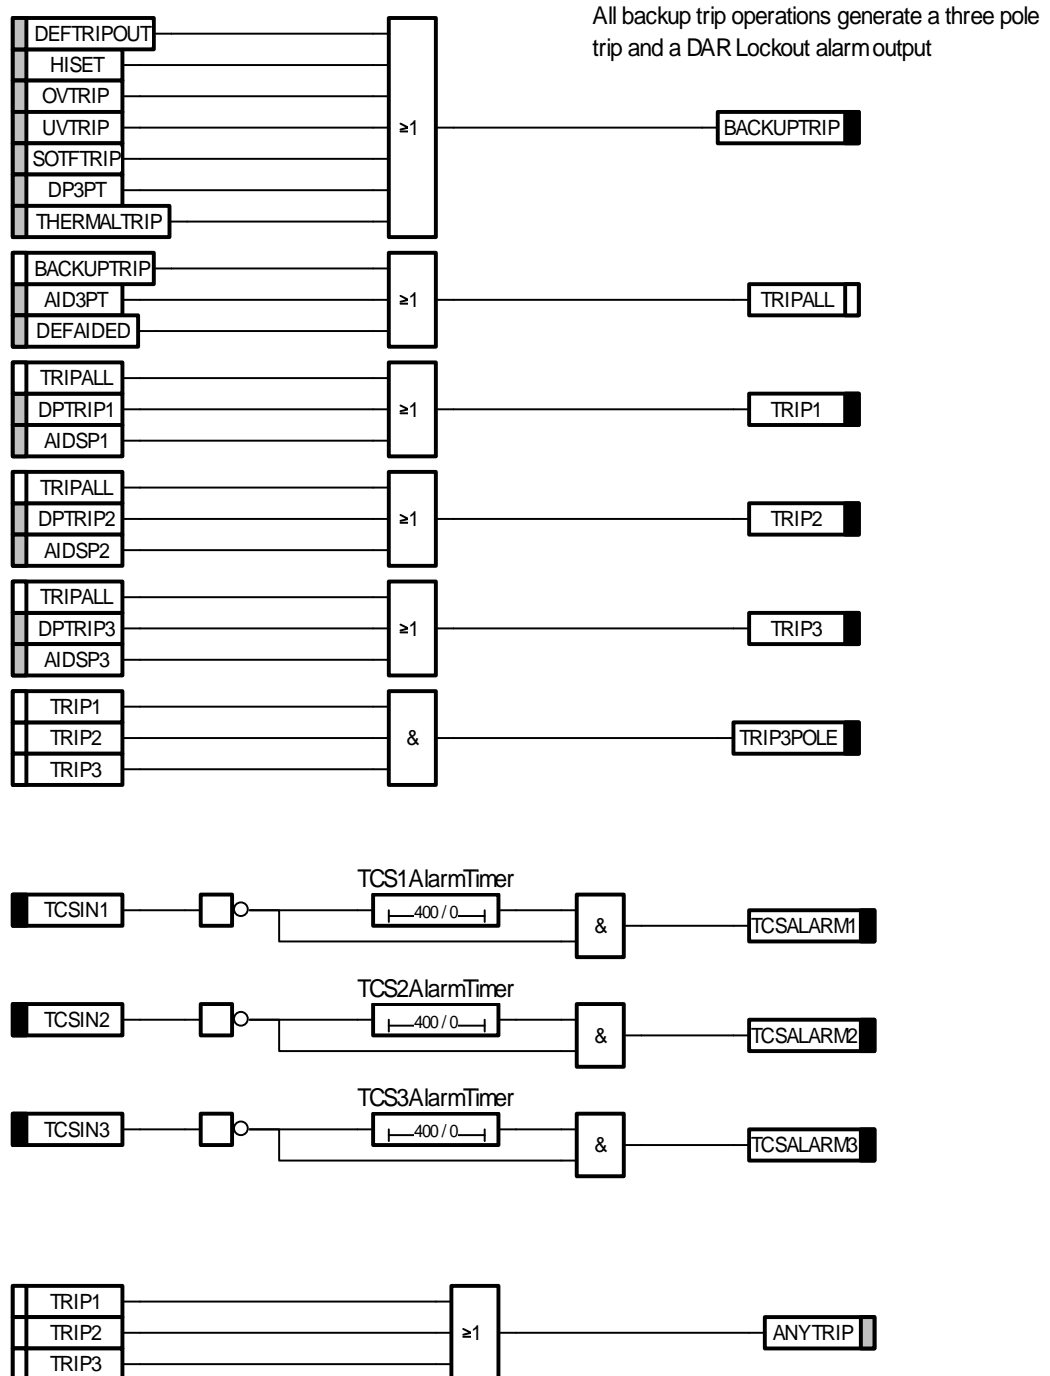 All backup trip operations generate a three pole
trip and a DAR Lockout alarm output
DEFTRIPOUT
HISET
OVTRIP
UVTRIP
SOTFTRIP
DP3PT
THERMALTRIP
≥1
BACKUPTRIP
BACKUPTRIP
AID3PT
DEFAIDED
≥1
TRIPALL
TRIPALL
DPTRIP1
AIDSP1
≥1
TRIP1
TRIPALL
DPTRIP2
AIDSP2
≥1
TRIP2
TRIPALL
DPTRIP3
AIDSP3
≥1
TRIP3
TRIP1
TRIP2
TRIP3
&
TRIP3POLE
TCS1AlarmTimer
TCSIN1
400 / 0
&
TCSALARM1
TCS2AlarmTimer
TCSIN2
400 / 0
&
TCSALARM2
TCS3AlarmTimer
TCSIN3
400 / 0
&
TCSALARM3
TRIP1
TRIP2
TRIP3
≥1
ANYTRIP